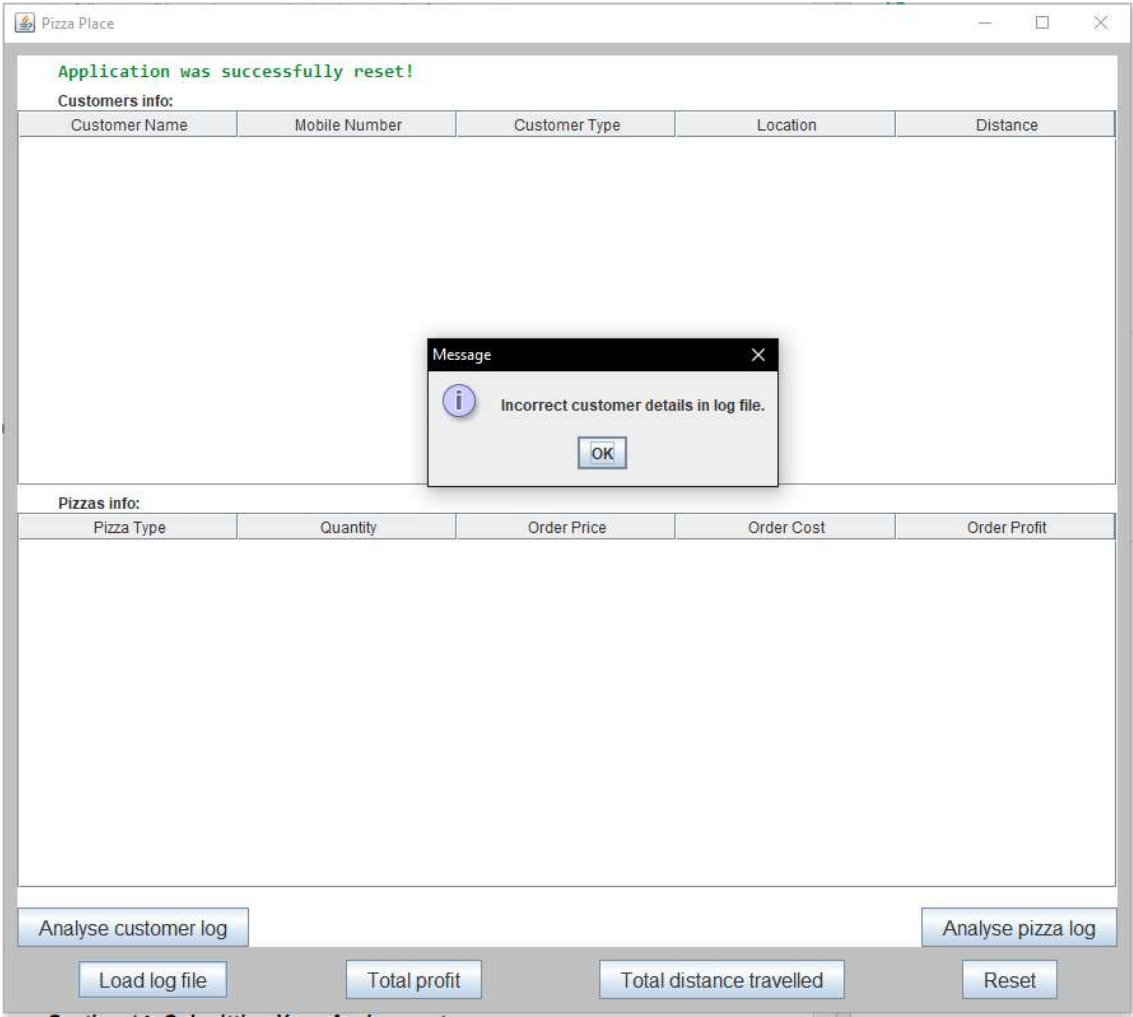 Pizza Place
Application was successfully reset!
Customers info:
Customer Name Mobile Number Customer Type Location Distance
Message
Incorrect customer details in log file.
OK
Pizzas info:
Pizza Type Quantity Order Price Order Cost Order Profit
Analyse customer log Analyse pizza log
Load log file Total profit Total distance travelled Reset